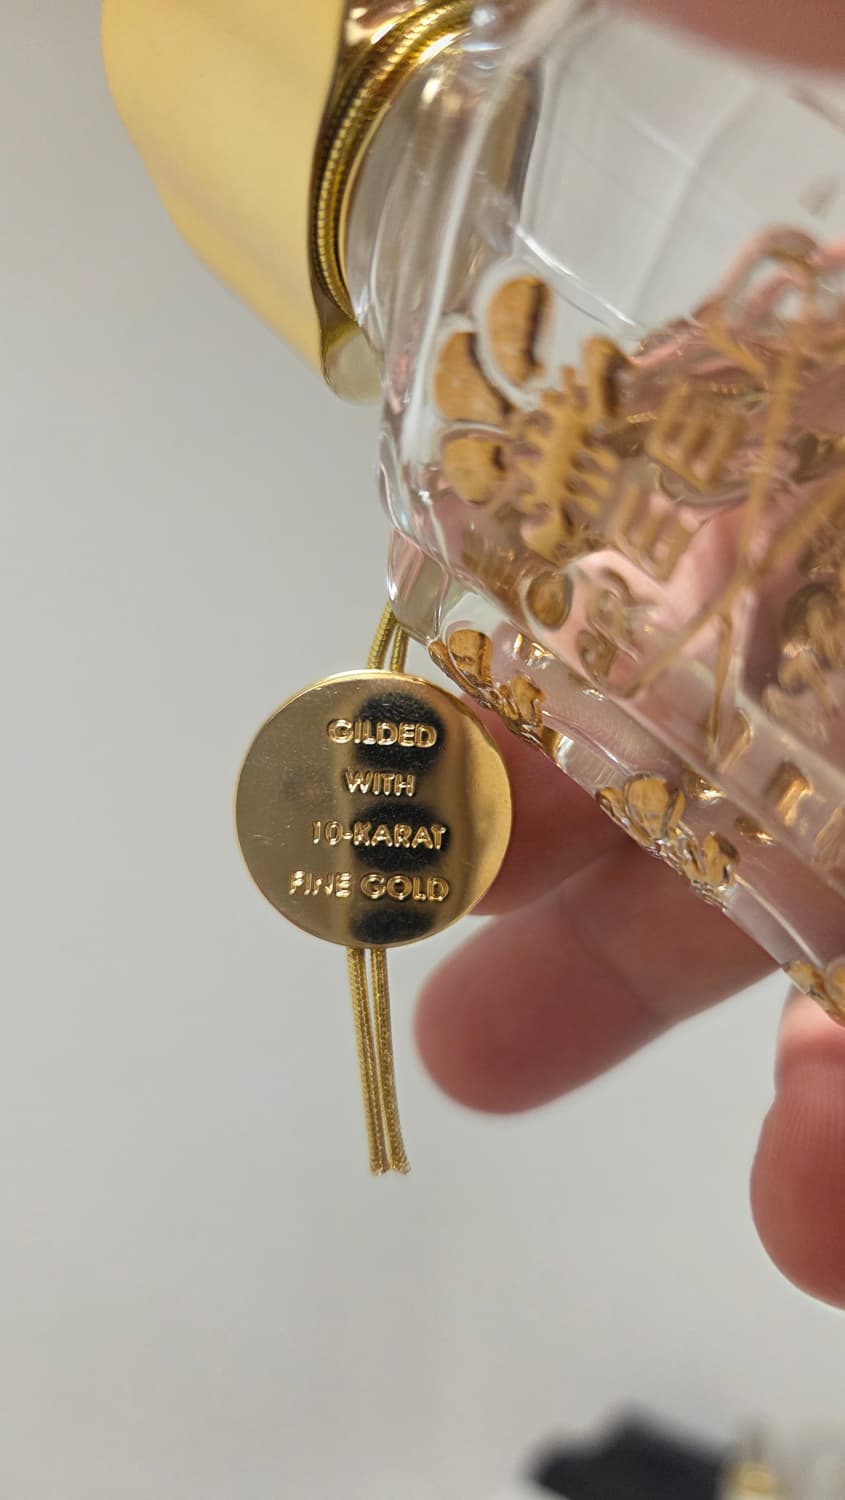 GILDED
WITH
10-KARAT
FINE GOLD